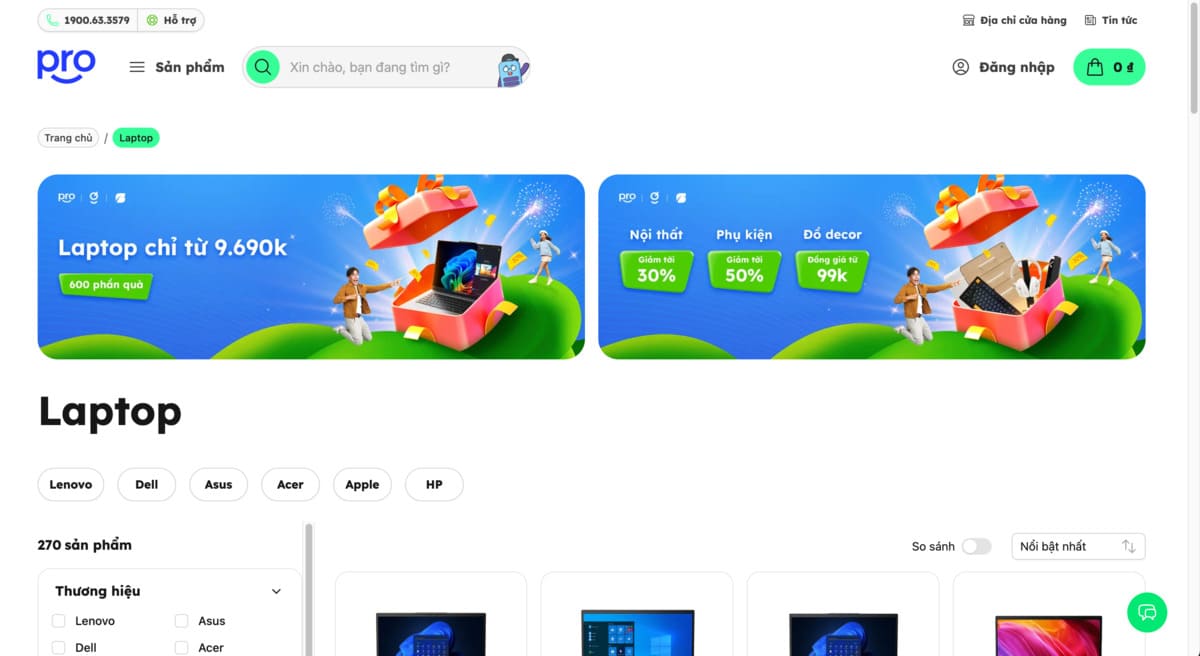 1900.63.3579
Hỗ trợ
Địa chỉ cửa hàng
Tin tức
pro
Sản phẩm
Xin chào, bạn đang tìm gì?
Đăng nhập
0 đ
Trang chủ / Laptop
pro
Laptop chỉ từ 9.690k*
600 phần quà
pro
Nội thất
Giảm tới
30%
Phụ kiện
Giảm tới
50%
Đồ decor
Đồng giá từ
99k
Laptop
Lenovo
Dell
Asus
Acer
Apple
HP
270 sản phẩm
So sánh
Nổi bật nhất
Thương hiệu
Lenovo
Asus
Dell
Acer